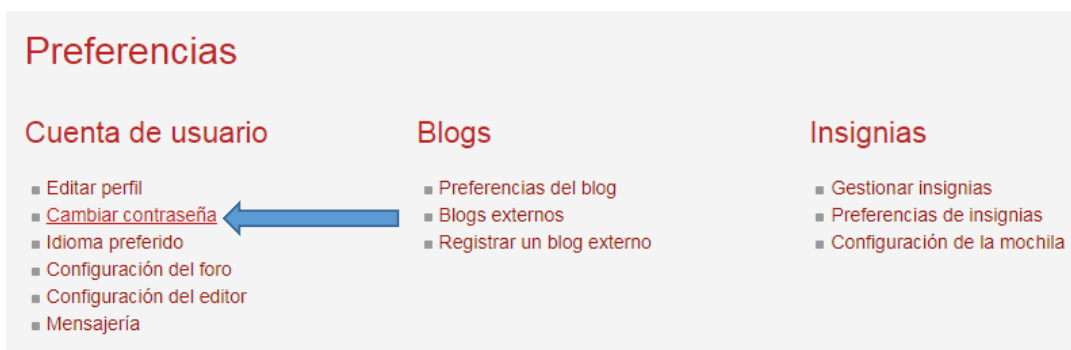 Preferencias
Cuenta de usuario
Editar perfil
Cambiar contraseña
Idioma preferido
Configuración del foro
Configuración del editor
Mensajería
Blogs
Preferencias del blog
Blogs externos
Registrar un blog externo
Insignias
Gestionar insignias
Preferencias de insignias
Configuración de la mochila